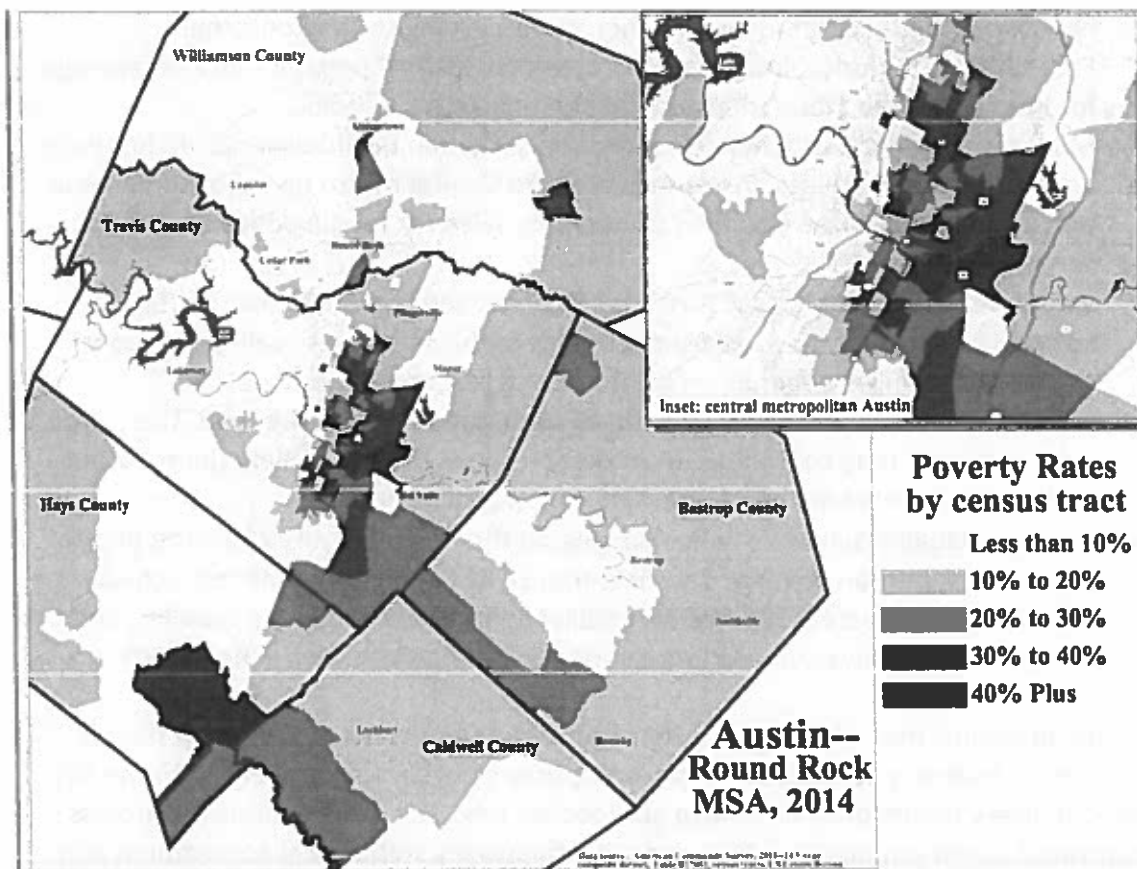 Williamson County
Leander
Travis County
Round Rock
Cedar Park
Pflugerville
Manor
Lakeway
Inset: central metropolitan Austin
Hays County
Bastrop County
Bastrop
Smithville
Lockhart
Caldwell County
Poverty Rates
by census tract
Less than 10%
10% to 20%
20% to 30%
30% to 40%
40% Plus
Austin--
Round Rock
MSA, 2014